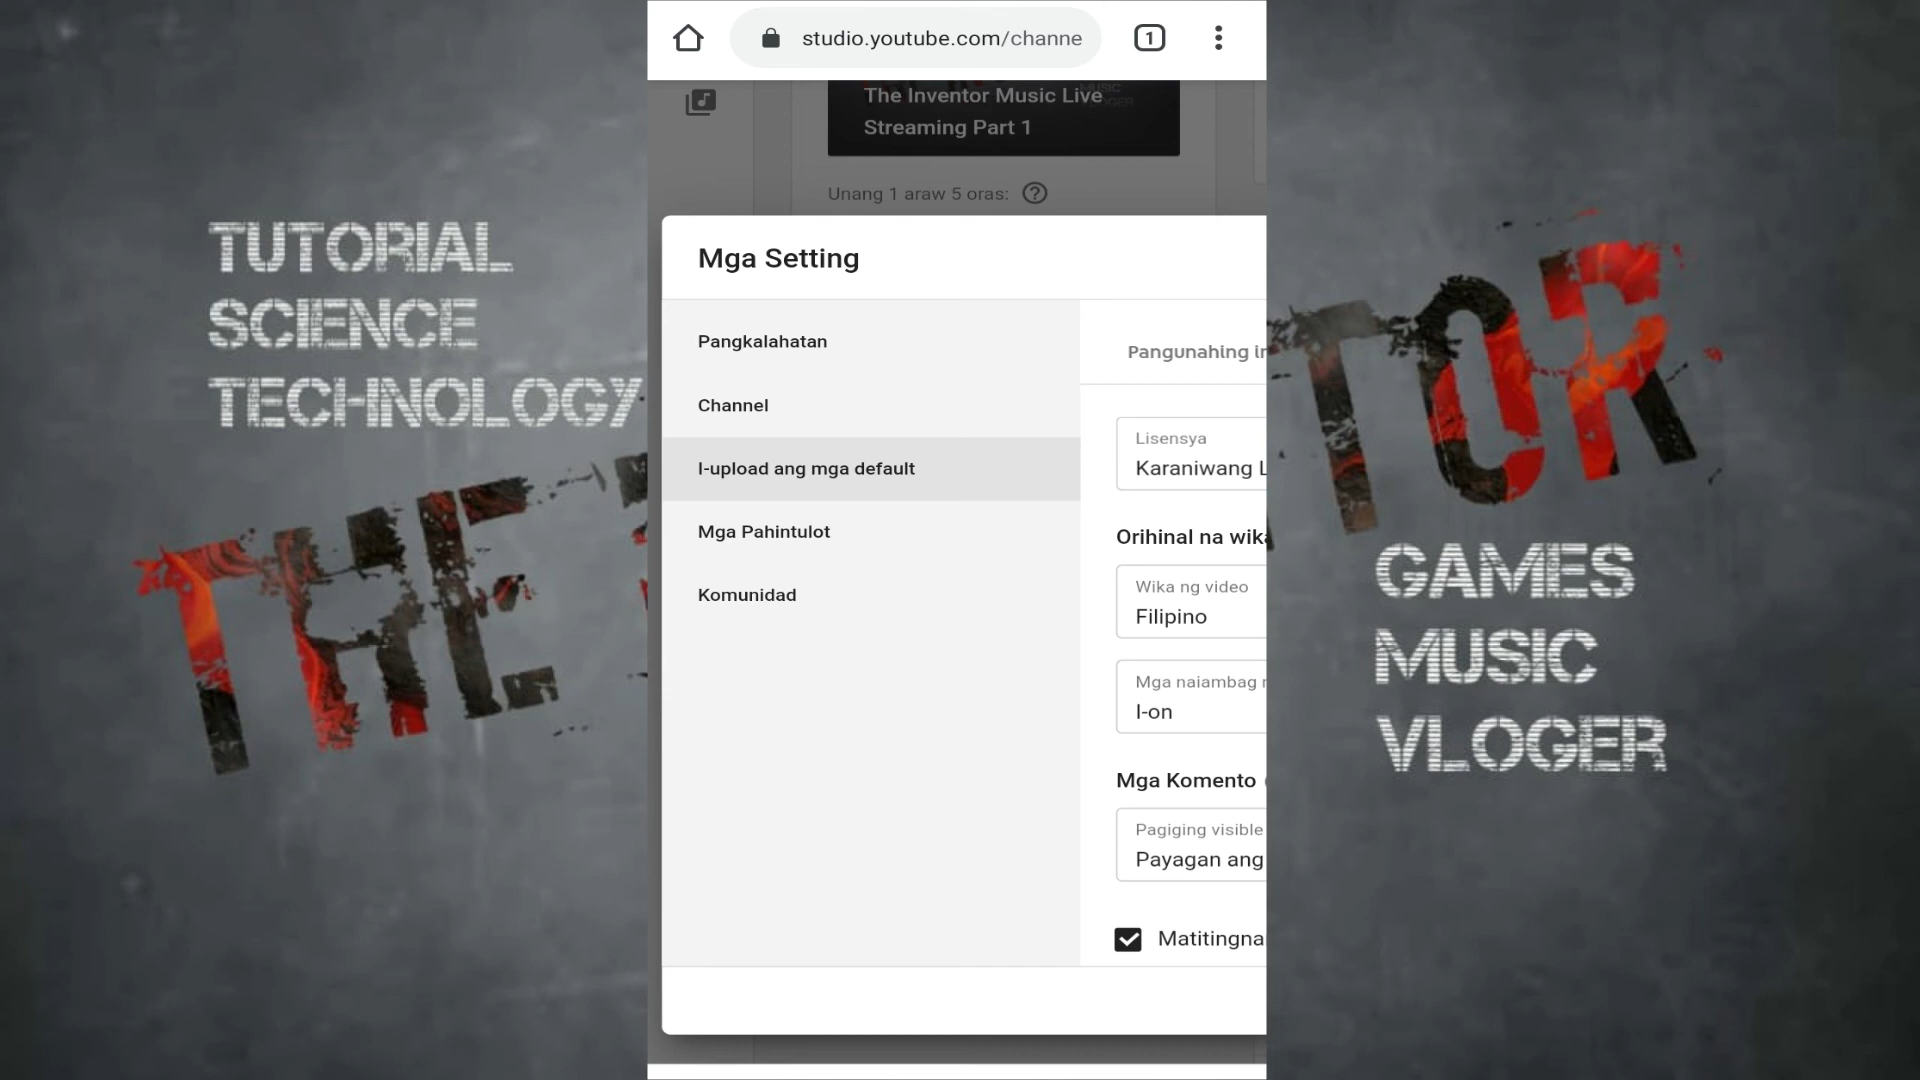 TUTORIAL
SCIENCE
TECHNOLOGY
THE
TOR
GAMES
MUSIC
VLOGER
1
studio.youtube.com/channe
The Inventor Music Live
Streaming Part 1
Unang 1 araw 5 oras:
Mga Setting
Pangkalahatan
Channel
I-upload ang mga default
Mga Pahintulot
Komunidad
Pangunahing
Lisensya
Karaniwang L
Orihinal na wika
Wika ng video
Filipino
Mga naiambag
I-on
Mga Komento
Pagiging visible
Payagan ang
Matitingna